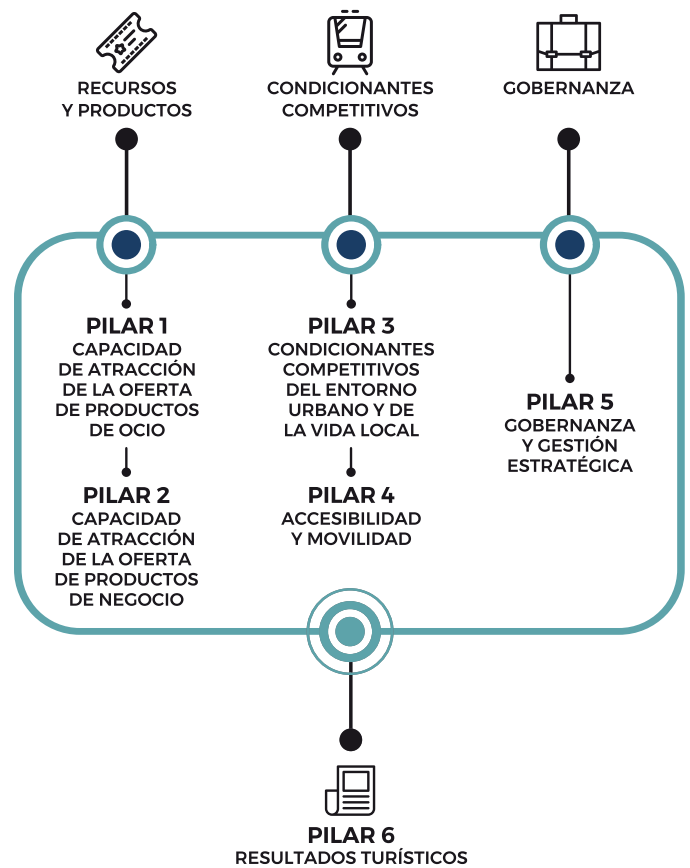 RECURSOS
Y PRODUCTOS
CONDICIONANTES
COMPETITIVOS
GOBERNANZA
PILAR 1
CAPACIDAD
DE ATRACCIÓN
DE LA OFERTA
DE PRODUCTOS
DE OCIO
PILAR 2
CAPACIDAD
DE ATRACCIÓN
DE LA OFERTA
DE PRODUCTOS
DE NEGOCIO
PILAR 3
CONDICIONANTES
COMPETITIVOS
DEL ENTORNO
URBANO Y DE
LA VIDA LOCAL
PILAR 4
ACCESIBILIDAD
Y MOVILIDAD
PILAR 5
GOBERNANZA
Y GESTIÓN
ESTRATÉGICA
PILAR 6
RESULTADOS TURÍSTICOS